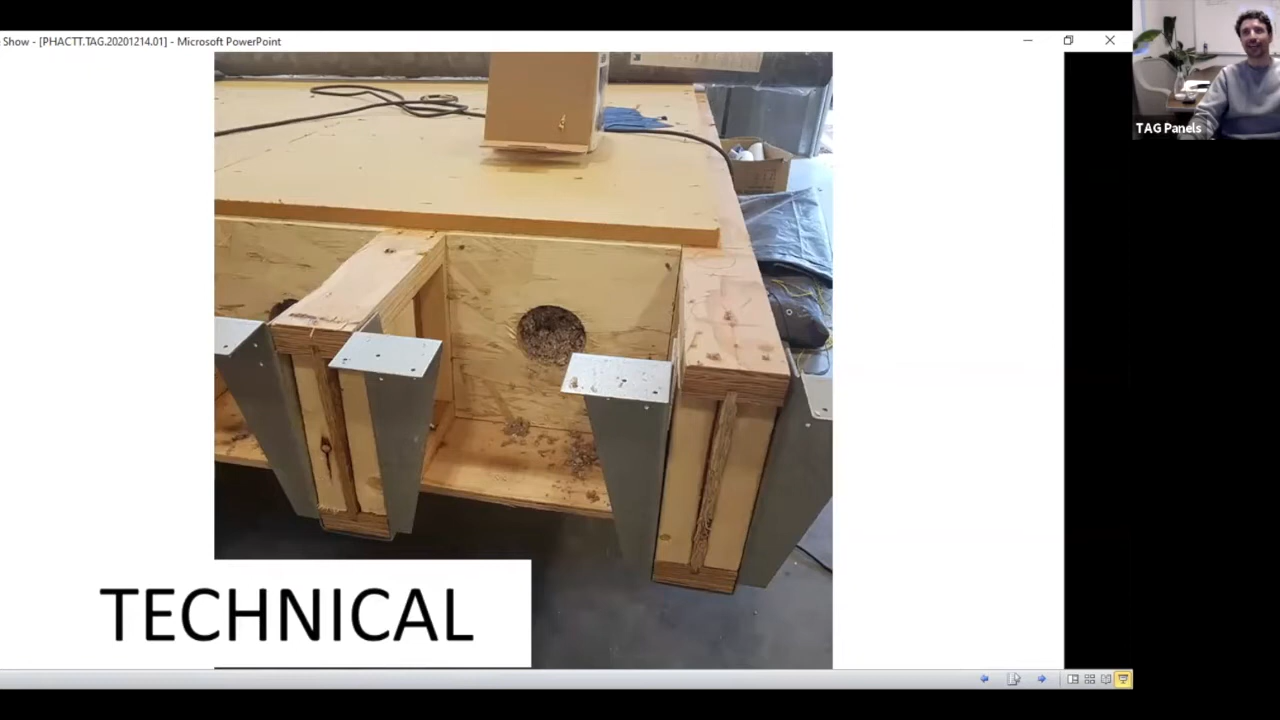 Show - [PHACTT.TAG.20201214.01] - Microsoft PowerPoint
TAG Panels
TECHNICAL